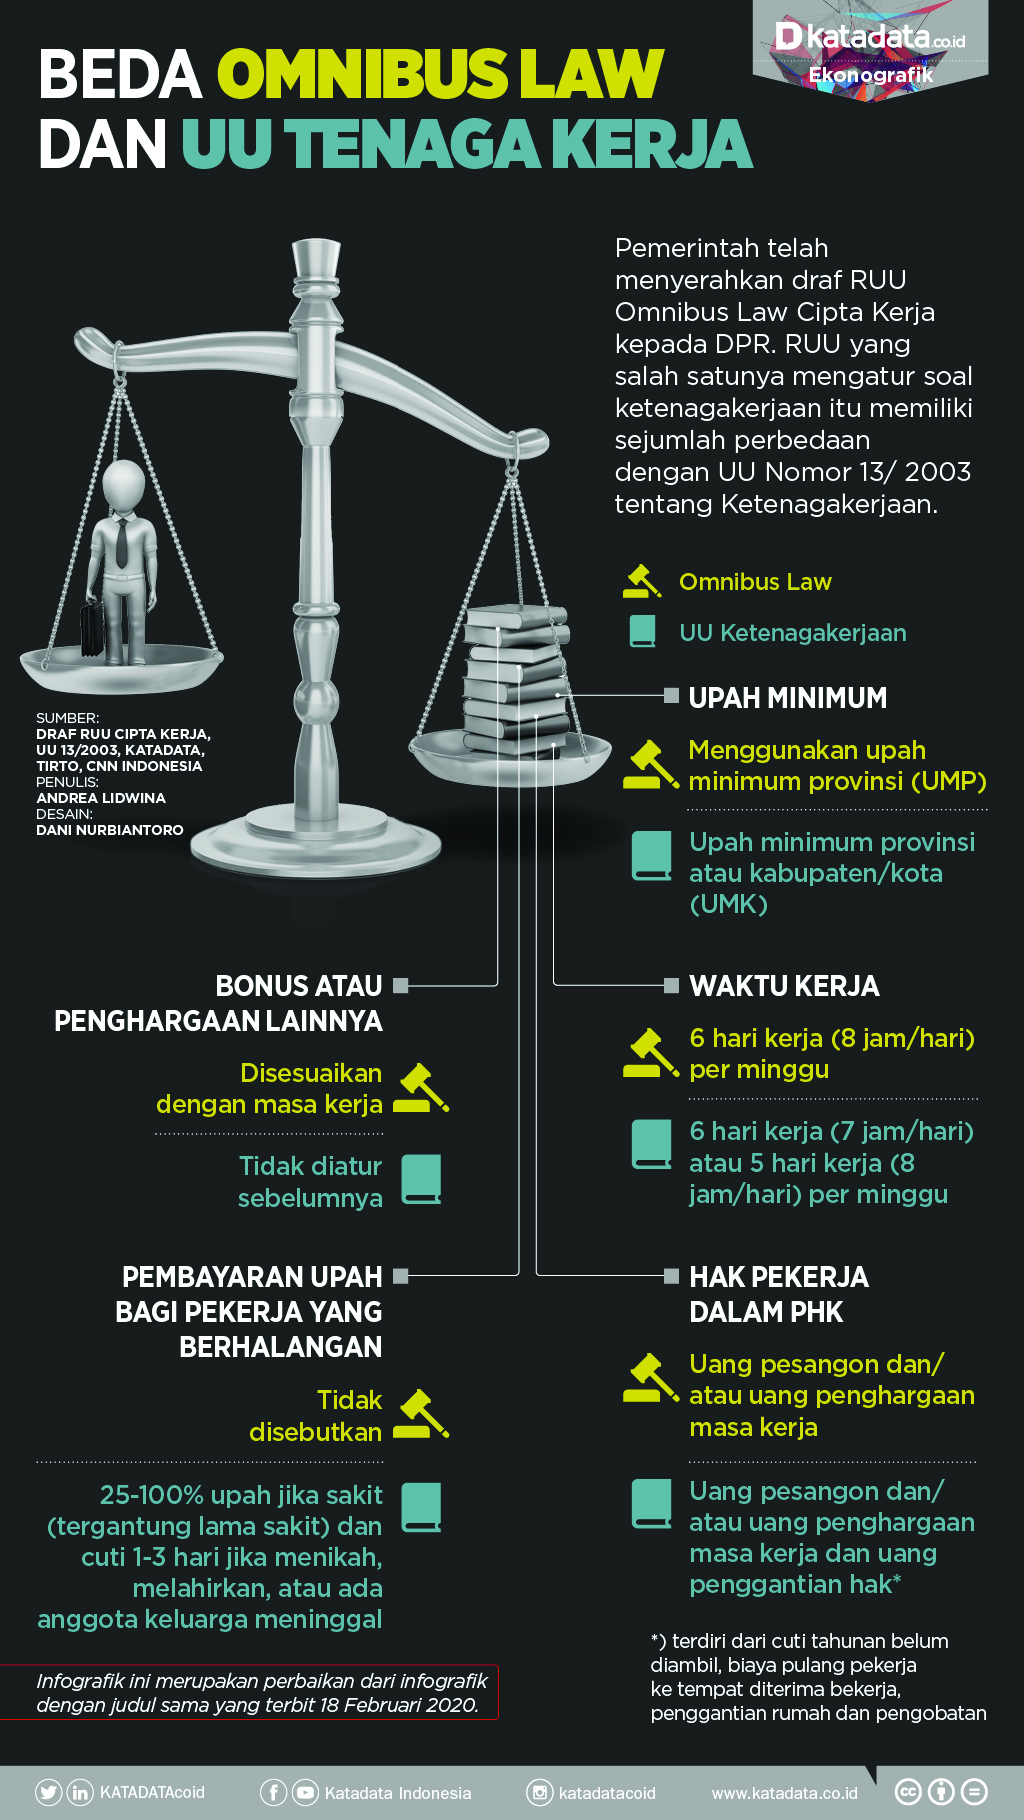 BEDA OMNIBUS LAW
DAN UU TENAGA KERJA
Dkatadata.co.id
Ekonografik
Pemerintah telah
menyerahkan draf RUU
Omnibus Law Cipta Kerja
kepada DPR. RUU yang
salah satunya mengatur soal
ketenagakerjaan itu memiliki
sejumlah perbedaan
dengan UU Nomor 13/ 2003
tentang Ketenagakerjaan.
Omnibus Law
UU Ketenagakerjaan
SUMBER:
DRAF RUU CIPTA KERJA,
UU 13/2003, KATADATA,
TIRTO, CNN INDONESIA
PENULIS:
ANDREA LIDWINA
DESAIN:
DANI NURBIANTORO
UPAH MINIMUM
Menggunakan upah
minimum provinsi (UMP)
Upah minimum provinsi
atau kabupaten/kota
(UMK)
BONUS ATAU
PENGHARGAAN LAINNYA
Disesuaikan
dengan masa kerja
Tidak diatur
sebelumnya
WAKTU KERJA
6 hari kerja (8 jam/hari)
per minggu
6 hari kerja (7 jam/hari)
atau 5 hari kerja (8
jam/hari) per minggu
PEMBAYARAN UPAH
BAGI PEKERJA YANG
BERHALANGAN
Tidak
disebutkan
25-100% upah jika sakit
(tergantung lama sakit) dan
cuti 1-3 hari jika menikah,
melahirkan, atau ada
anggota keluarga meninggal
HAK PEKERJA
DALAM PHK
Uang pesangon dan/
atau uang penghargaan
masa kerja
Uang pesangon dan/
atau uang penghargaan
masa kerja dan uang
penggantian hak*
*) terdiri dari cuti tahunan belum
diambil, biaya pulang pekerja
ke tempat diterima bekerja,
penggantian rumah dan pengobatan
Infografik ini merupakan perbaikan dari infografik
dengan judul sama yang terbit 18 Februari 2020.
KATADATAcoid
Katadata Indonesia
katadatacoid
www.katadata.co.id